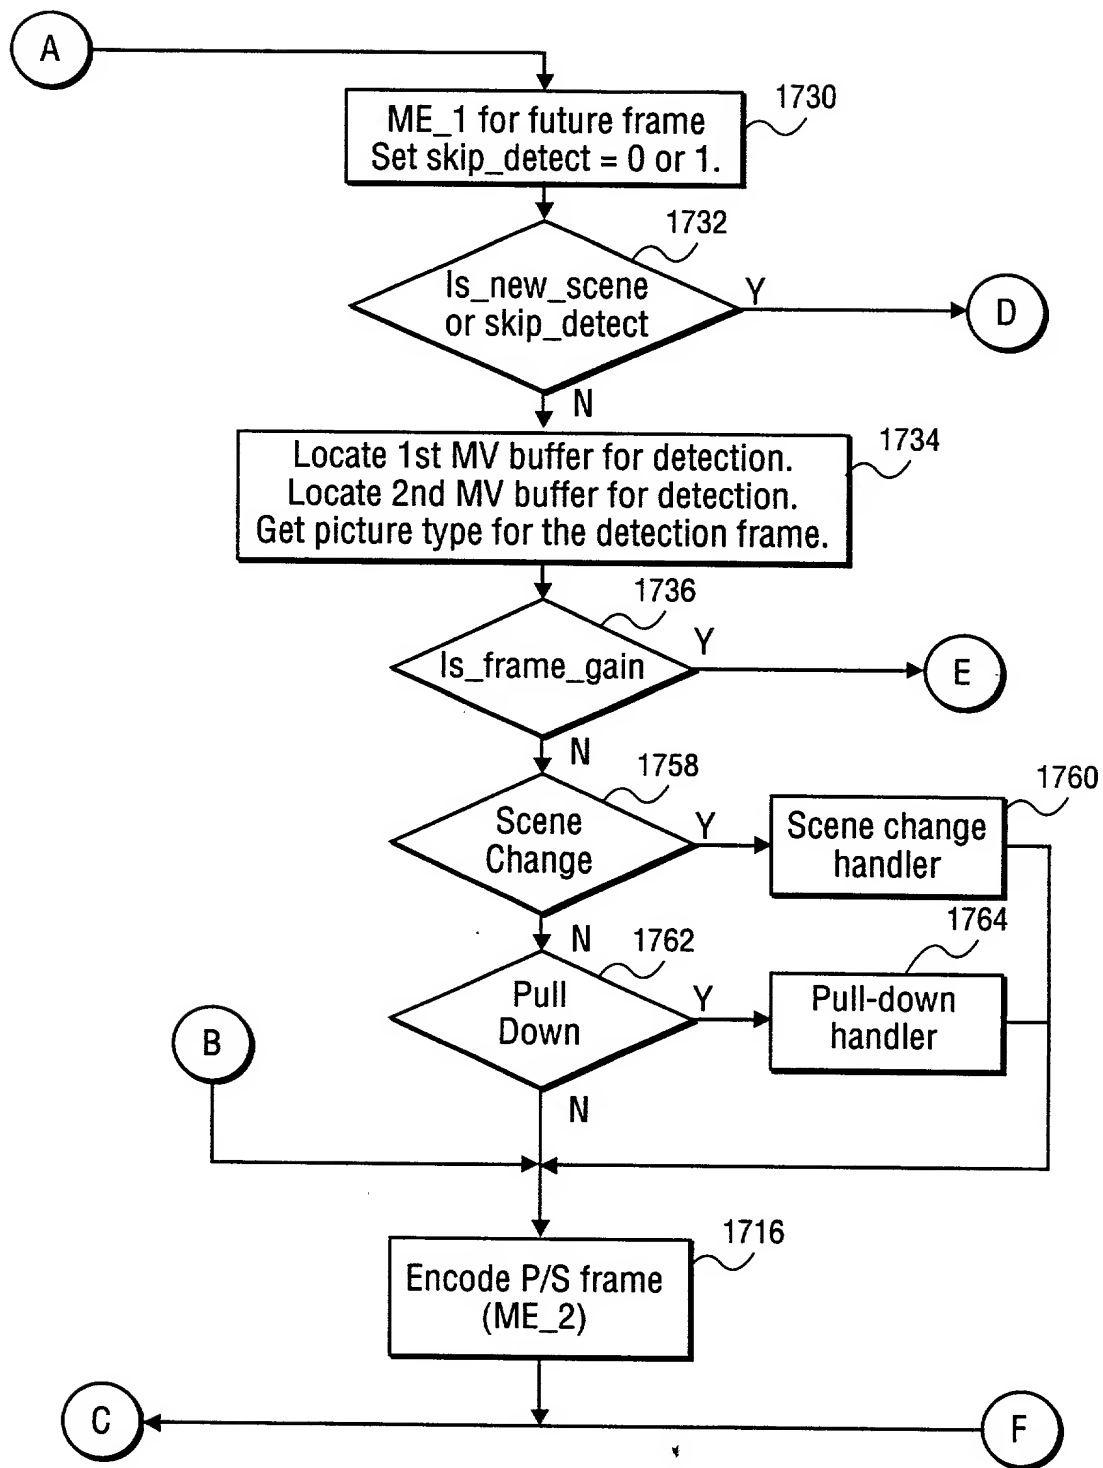 A
1730
ME_1 for future frame
Set skip_detect = 0 or 1.
1732
Is_new_scene
or skip_detect
Y
D
N
1734
Locate 1st MV buffer for detection.
Locate 2nd MV buffer for detection.
Get picture type for the detection frame.
1736
Is_frame_gain
Y
E
N
1758
Scene
Change
Y
1760
Scene change
handler
N
1762
Pull
Down
Y
1764
Pull-down
handler
B
N
1716
Encode P/S frame
(ME_2)
C
F